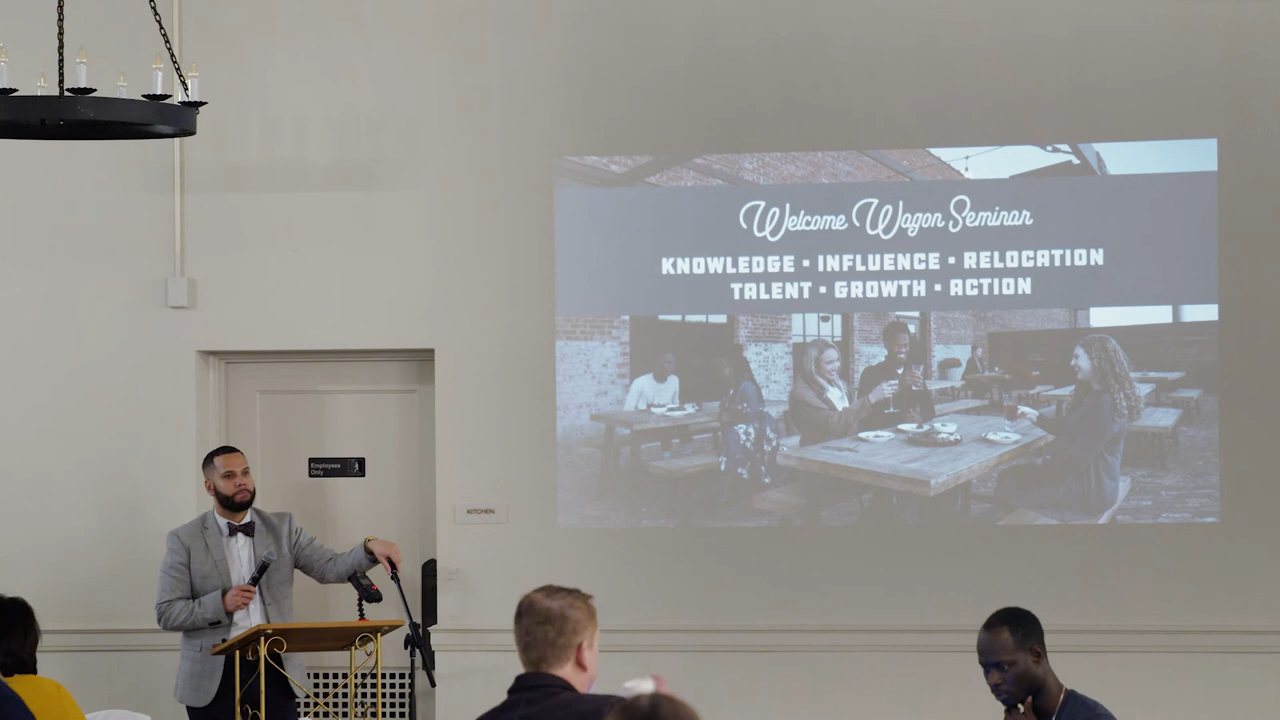 Welcome Wagon Seminar
KNOWLEDGE • INFLUENCE • RELOCATION
TALENT • GROWTH • ACTION
Employees
Only
KITCHEN